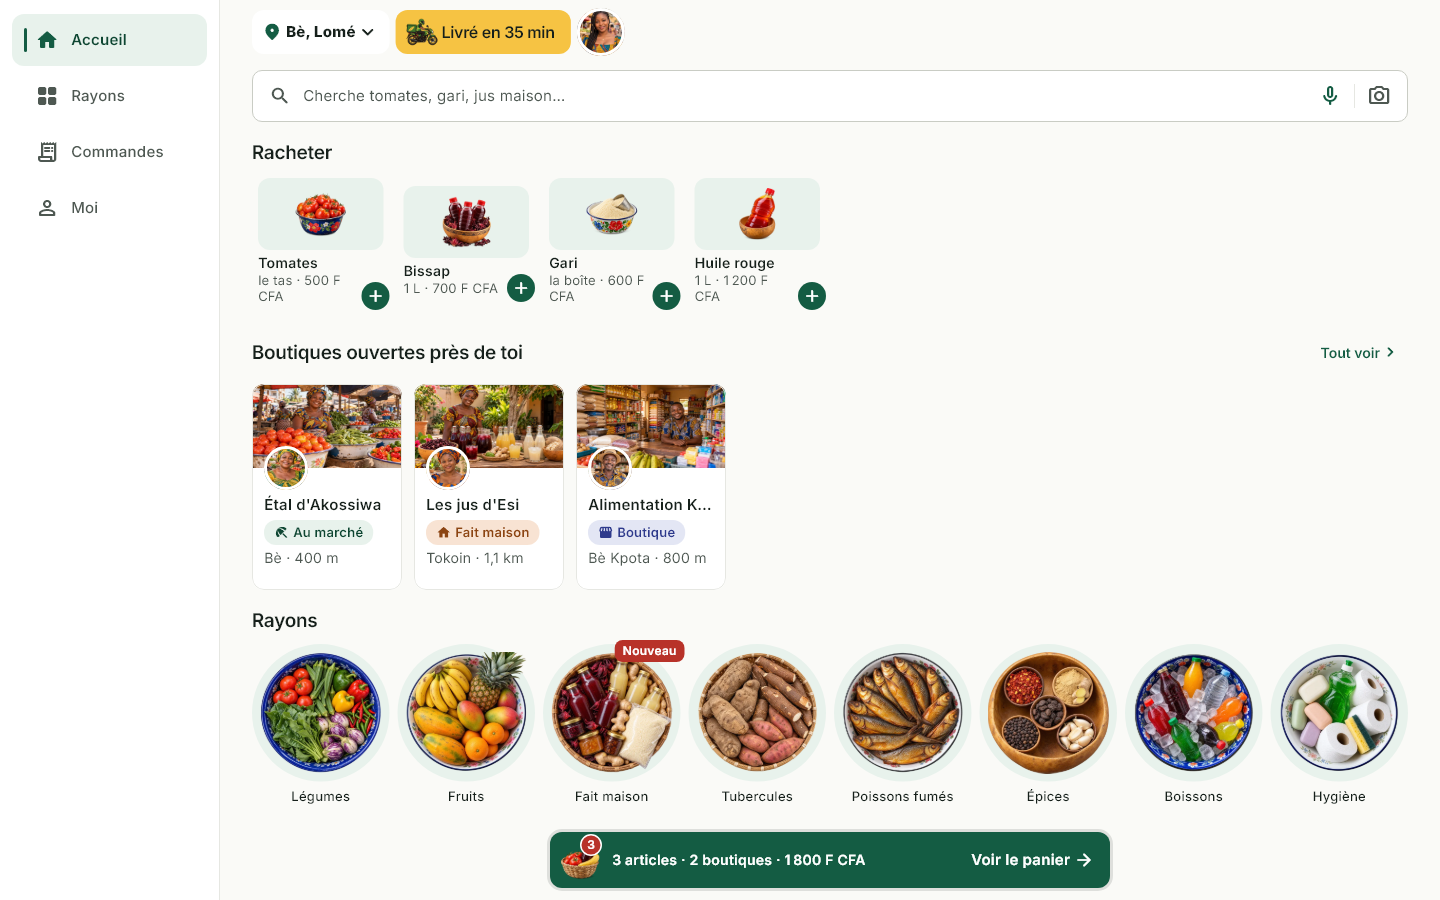 Accueil
Rayons
Commandes
Moi
Bè, Lomé
Livré en 35 min
Cherche tomates, gari, jus maison...
Racheter
Tomates
le tas · 500 F
CFA
Bissap
1 L · 700 F CFA
Gari
la boîte · 600 F
CFA
Huile rouge
1 L · 1 200 F
CFA
Boutiques ouvertes près de toi
Tout voir
Étal d'Akossiwa
Au marché
Bè · 400 m
Les jus d'Esi
Fait maison
Tokoin · 1,1 km
Alimentation K...
Boutique
Bè Kpota · 800 m
Rayons
Nouveau
Légumes
Fruits
Fait maison
Tubercules
Poissons fumés
Épices
Boissons
Hygiène
3
3 articles · 2 boutiques · 1 800 F CFA
Voir le panier